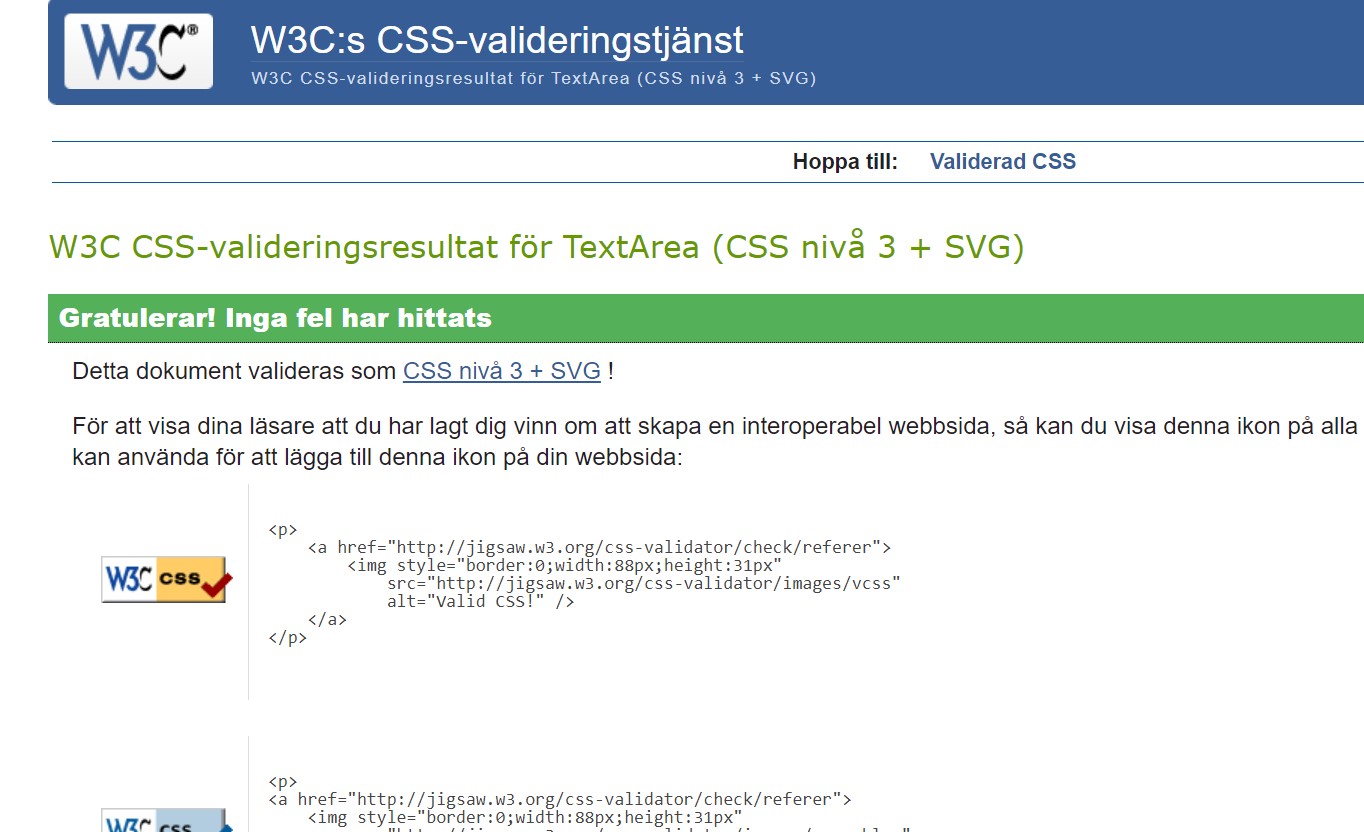 W3C®
W3C:s CSS-valideringstjänst
W3C CSS-valideringsresultat för TextArea (CSS nivå 3 + SVG)
Hoppa till: Validerad CSS
W3C CSS-valideringsresultat för TextArea (CSS nivå 3 + SVG)
Gratulerar! Inga fel har hittats
Detta dokument valideras som CSS nivå 3 + SVG !
För att visa dina läsare att du har lagt dig vinn om att skapa en interoperabel webbsida, så kan du visa denna ikon på alla
kan använda för att lägga till denna ikon på din webbsida:
<p>
<a href="http://jigsaw.w3.org/css-validator/check/referer">
<img style="border:0;width:88px;height:31px"
W3C css
src="http://jigsaw.w3.org/css-validator/images/vcss"
alt="Valid CSS!" />
</a>
</p>
<p>
<a href="http://jigsaw.w3.org/css-validator/check/referer">
<img style="border:0;width:88px;height:31px"
W3C css